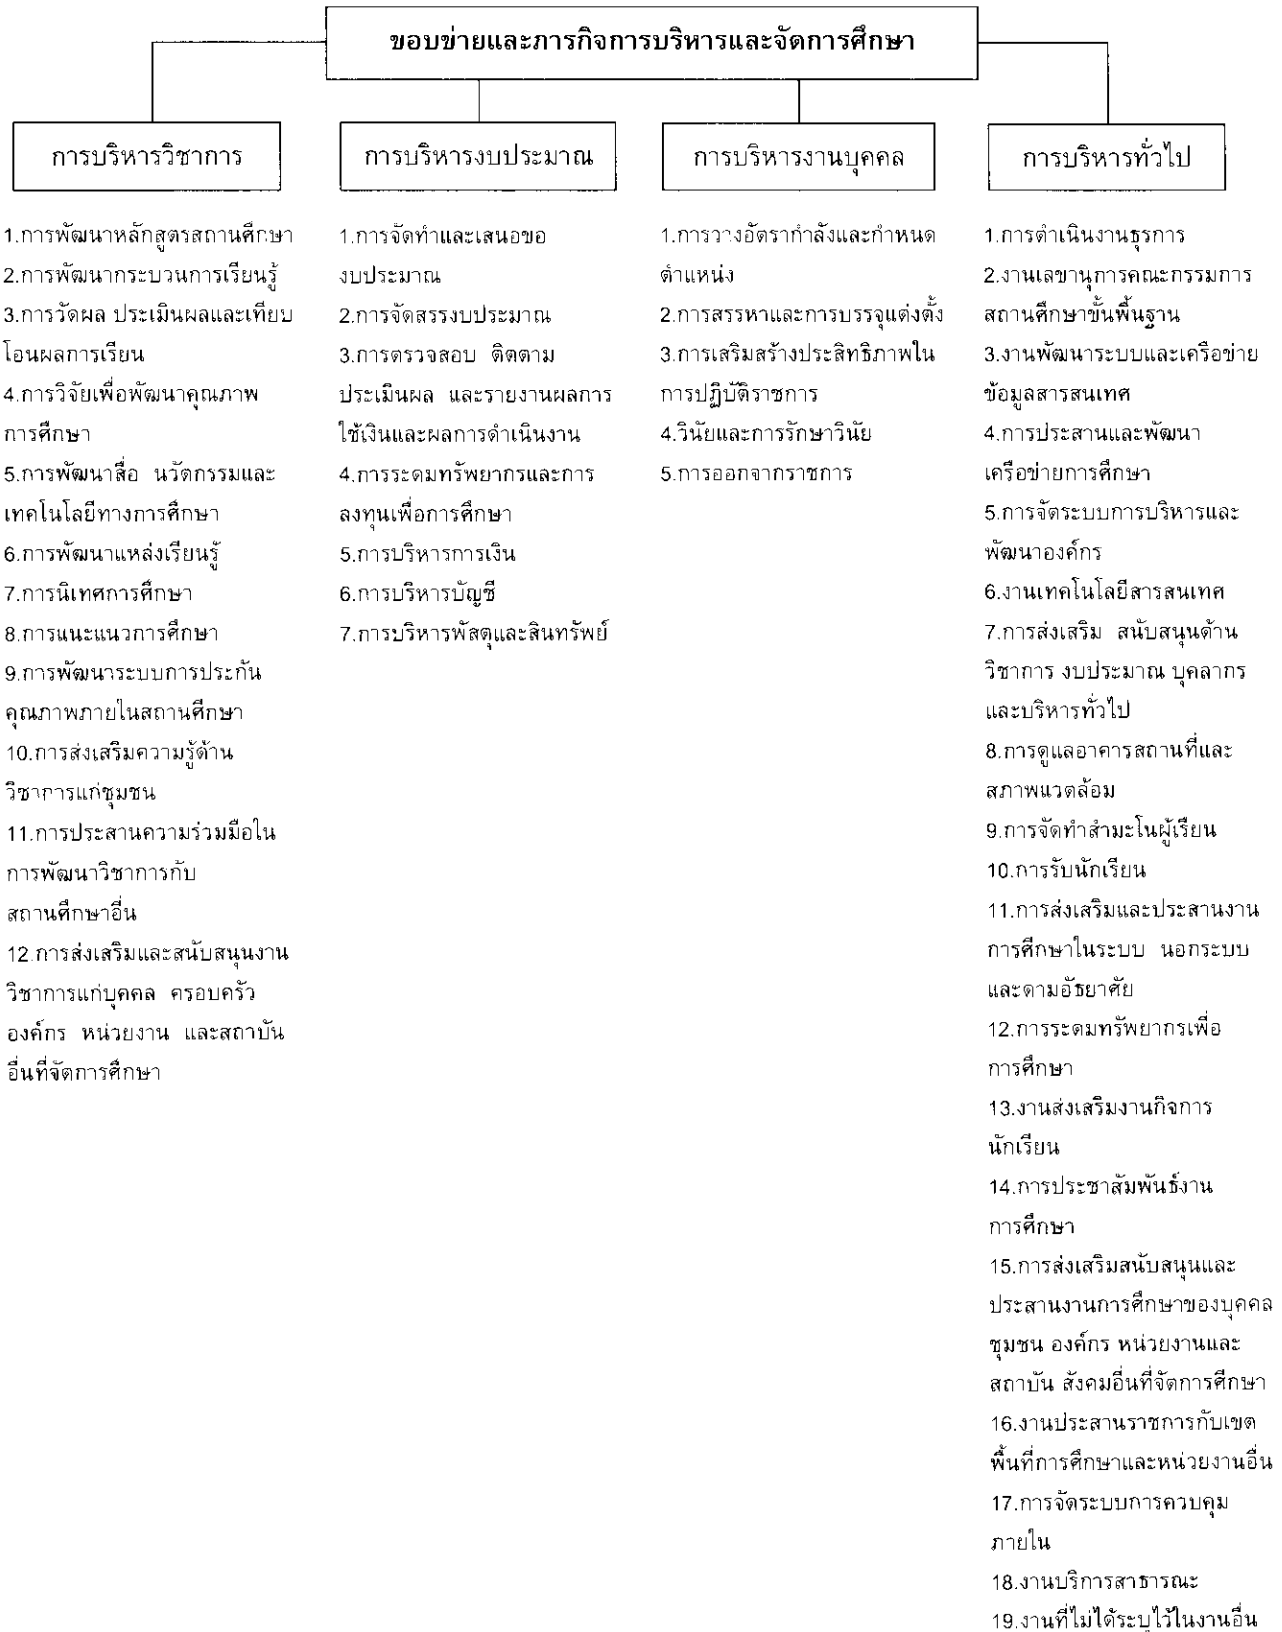 ขอบข่ายและภารกิจการบริหารและจัดการศึกษา
การบริหารวิชาการ
1.การพัฒนาหลักสูตรสถานศึกษา
2.การพัฒนากระบวนการเรียนรู้
3.การวัดผล ประเมินผลและเทียบ
โอนผลการเรียน
4.การวิจัยเพื่อพัฒนาคุณภาพ
การศึกษา
5.การพัฒนาสื่อ นวัตกรรมและ
เทคโนโลยีทางการศึกษา
6.การพัฒนาแหล่งเรียนรู้
7.การนิเทศการศึกษา
8.การแนะแนวการศึกษา
9.การพัฒนาระบบการประกัน
คุณภาพภายในสถานศึกษา
10.การส่งเสริมความรู้ด้าน
วิชาการแก่ชุมชน
11.การประสานความร่วมมือใน
การพัฒนาวิชาการกับ
สถานศึกษาอื่น
12.การส่งเสริมและสนับสนุนงาน
วิชาการแก่บุคคล ครอบครัว
องค์กร หน่วยงาน และสถาบัน
อื่นที่จัดการศึกษา
การบริหารงบประมาณ
1.การจัดทำและเสนอขอ
งบประมาณ
2.การจัดสรรงบประมาณ
3.การตรวจสอบ ติดตาม
ประเมินผล และรายงานผลการ
ใช้เงินและผลการดำเนินงาน
4.การระดมทรัพยากรและการ
ลงทุนเพื่อการศึกษา
5.การบริหารการเงิน
6.การบริหารบัญชี
7.การบริหารพัสดุและสินทรัพย์
การบริหารงานบุคคล
1.การวางอัตรากำลังและกำหนด
ตำแหน่ง
2.การสรรหาและการบรรจุแต่งตั้ง
3.การเสริมสร้างประสิทธิภาพใน
การปฏิบัติราชการ
4.วินัยและการรักษาวินัย
5.การออกจากราชการ
การบริหารทั่วไป
1.การดำเนินงานธุรการ
2.งานเลขานุการคณะกรรมการ
สถานศึกษาขั้นพื้นฐาน
3.งานพัฒนาระบบและเครือข่าย
ข้อมูลสารสนเทศ
4.การประสานและพัฒนา
เครือข่ายการศึกษา
5.การจัดระบบการบริหารและ
พัฒนาองค์กร
6.งานเทคโนโลยีสารสนเทศ
7.การส่งเสริม สนับสนุนด้าน
วิชาการ งบประมาณ บุคลากร
และบริหารทั่วไป
8.การดูแลอาคารสถานที่และ
สภาพแวดล้อม
9.การจัดทำสำมะโนผู้เรียน
10.การรับนักเรียน
11.การส่งเสริมและประสานงาน
การศึกษาในระบบ นอกระบบ
และตามอัธยาศัย
12.การระดมทรัพยากรเพื่อ
การศึกษา
13.งานส่งเสริมงานกิจการ
นักเรียน
14.การประชาสัมพันธ์งาน
การศึกษา
15.การส่งเสริมสนับสนุนและ
ประสานงานการศึกษาของบุคคล
ชุมชน องค์กร หน่วยงานและ
สถาบัน สังคมอื่นที่จัดการศึกษา
16.งานประสานราชการกับเขต
พื้นที่การศึกษาและหน่วยงานอื่น
17.การจัดระบบการควบคุม
ภายใน
18.งานบริการสาธารณะ
19.งานที่ไม่ได้ระบุไว้ในงานอื่น